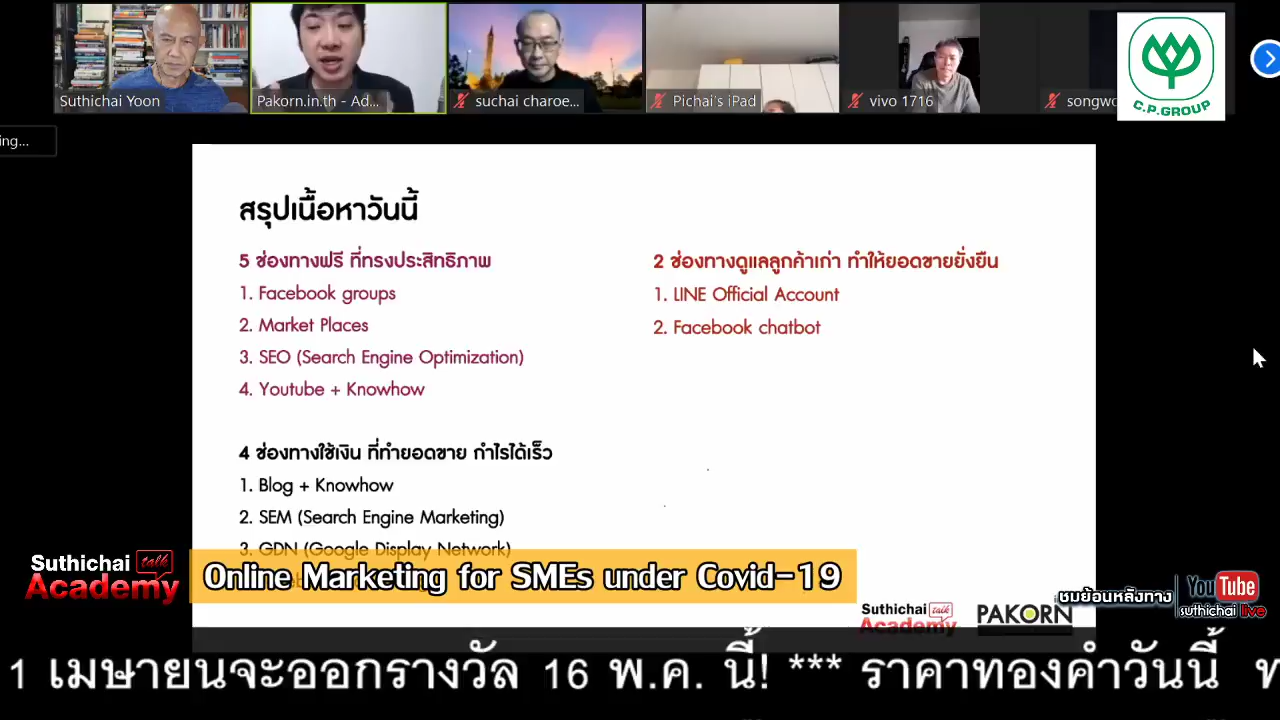 Suthichai Yoon
Pakorn.in.th - Ad...
suchai charoe...
Pichai's iPad
vivo 1716
songwo
C.P.GROUP
ing...
สรุปเนื้อหาวันนี้
5 ช่องทางฟรี ที่ทรงประสิทธิภาพ
1. Facebook groups
2. Market Places
3. SEO (Search Engine Optimization)
4. Youtube + Knowhow
4 ช่องทางใช้เงิน ที่ทำยอดขาย กำไรได้เร็ว
1. Blog + Knowhow
2. SEM (Search Engine Marketing)
3. GDN (Google Display Network)
2 ช่องทางดูแลลูกค้าเก่า ทำให้ยอดขายยั่งยืน
1. LINE Official Account
2. Facebook chatbot
Suthichai talk
Academy
Online Marketing for SMEs under Covid-19
Suthichai talk
Academy
PAKORN
ชมย้อนหลังทาง
YouTube
suthichai live
1 เมษายนจะออกรางวัล 16 พ.ค. นี้! *** ราคาทองคำวันนี้